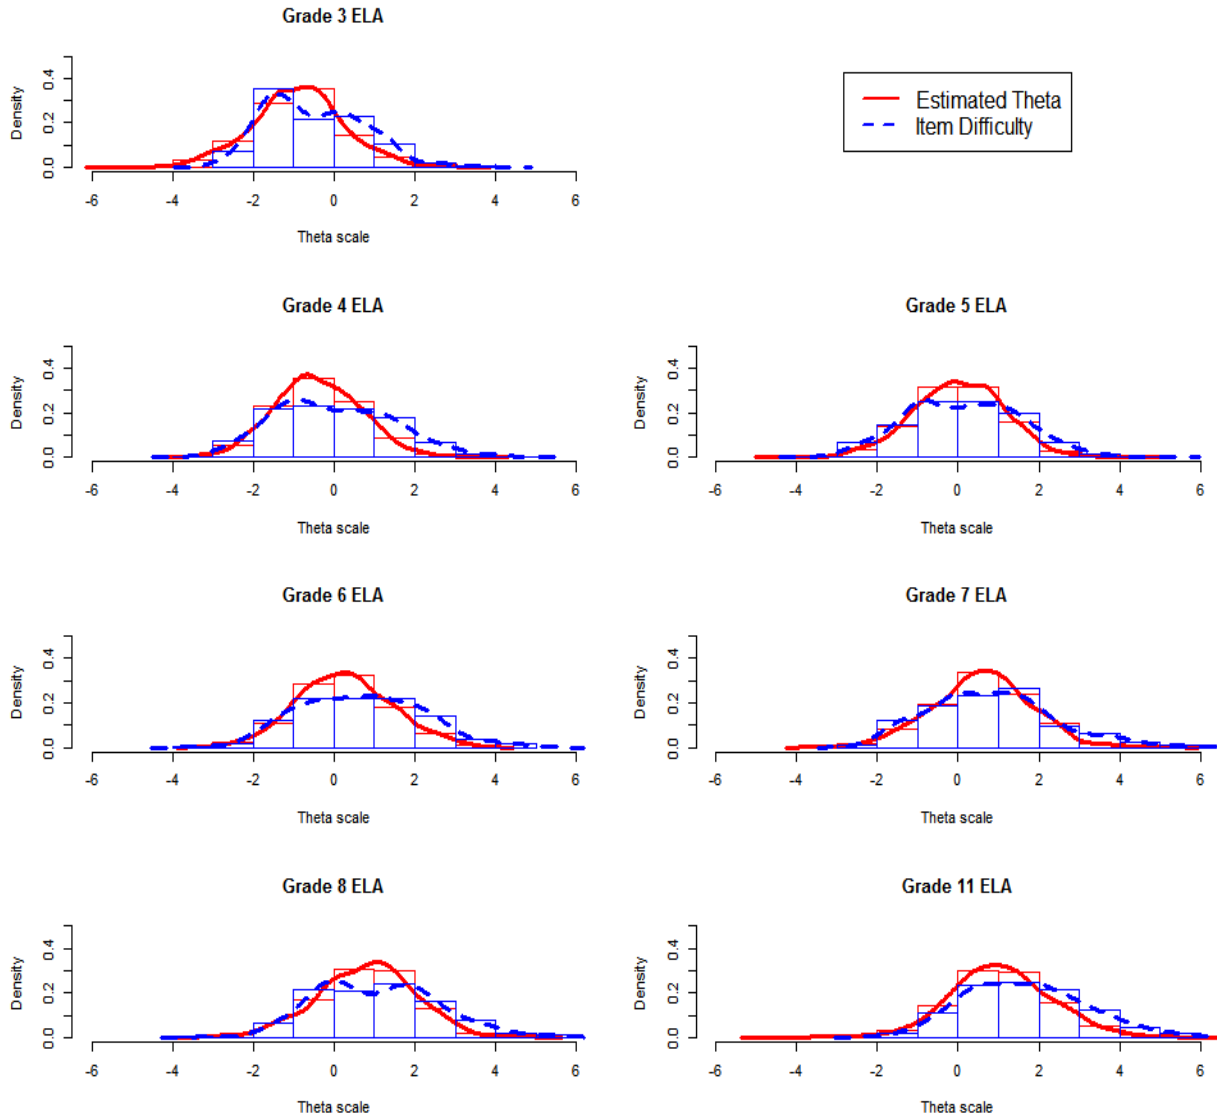 Grade 3 ELA
Density
0.0 0.2 0.4
-6 -4 -2 0 2 4 6
Theta scale
Estimated Theta
Item Difficulty
Grade 4 ELA
Density
0.0 0.2 0.4
-6 -4 -2 0 2 4 6
Theta scale
Grade 5 ELA
Density
0.0 0.2 0.4
-6 -4 -2 0 2 4 6
Theta scale
Grade 6 ELA
Density
0.0 0.2 0.4
-6 -4 -2 0 2 4 6
Theta scale
Grade 7 ELA
Density
0.0 0.2 0.4
-6 -4 -2 0 2 4 6
Theta scale
Grade 8 ELA
Density
0.0 0.2 0.4
-6 -4 -2 0 2 4 6
Theta scale
Grade 11 ELA
Density
0.0 0.2 0.4
-6 -4 -2 0 2 4 6
Theta scale